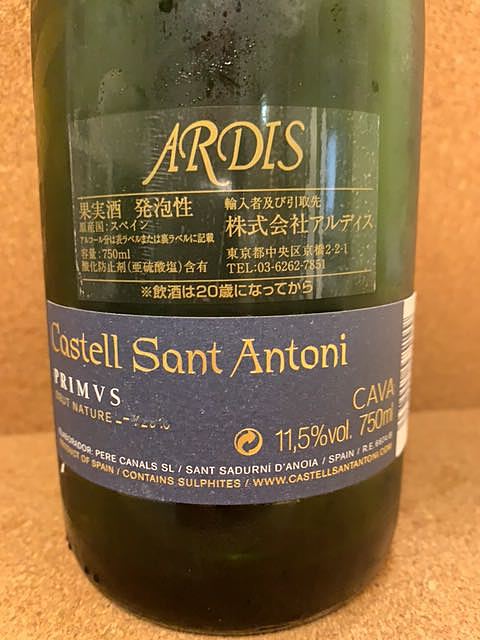 ARDIS
果実酒 発泡性
原産国：スペイン
アルコール分は表ラベルまたは裏ラベルに記載
容量：750ml
酸化防止剤（亜硫酸塩）含有
輸入者及び引取先
株式会社アルディス
東京都中央区京橋2-2-1
TEL:03-6262-7851
※飲酒は20歳になってから
Castell Sant Antoni
PRIMVS
BRUT NATURE
CAVA
11,5%vol. 750ml
ELABORADOR: PERE CANALS SL / SANT SADURNÍ D'ANOIA / SPAIN / R.E.
PRODUCT OF SPAIN / CONTAINS SULPHITES / WWW.CASTELLSANTANTONI.COM